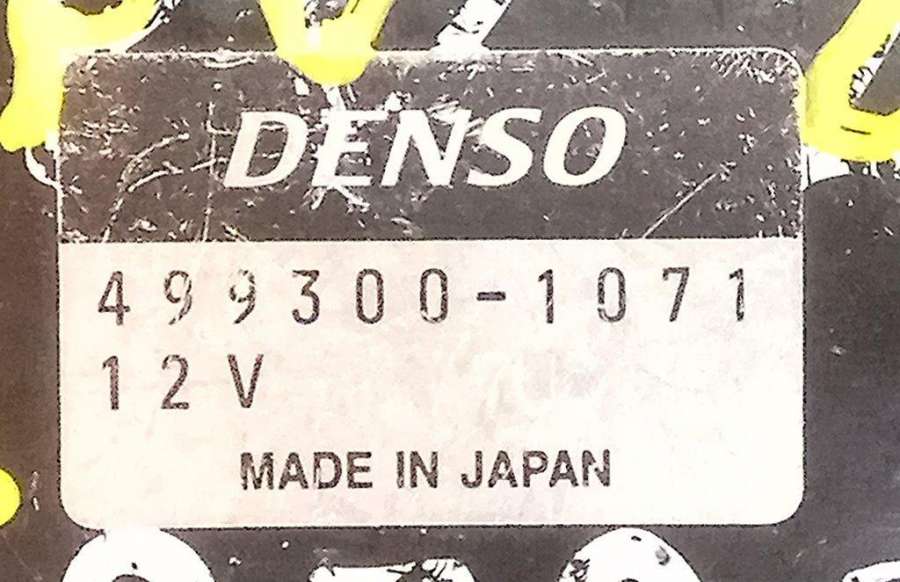 DENSO
499300-1071
12V
MADE IN JAPAN